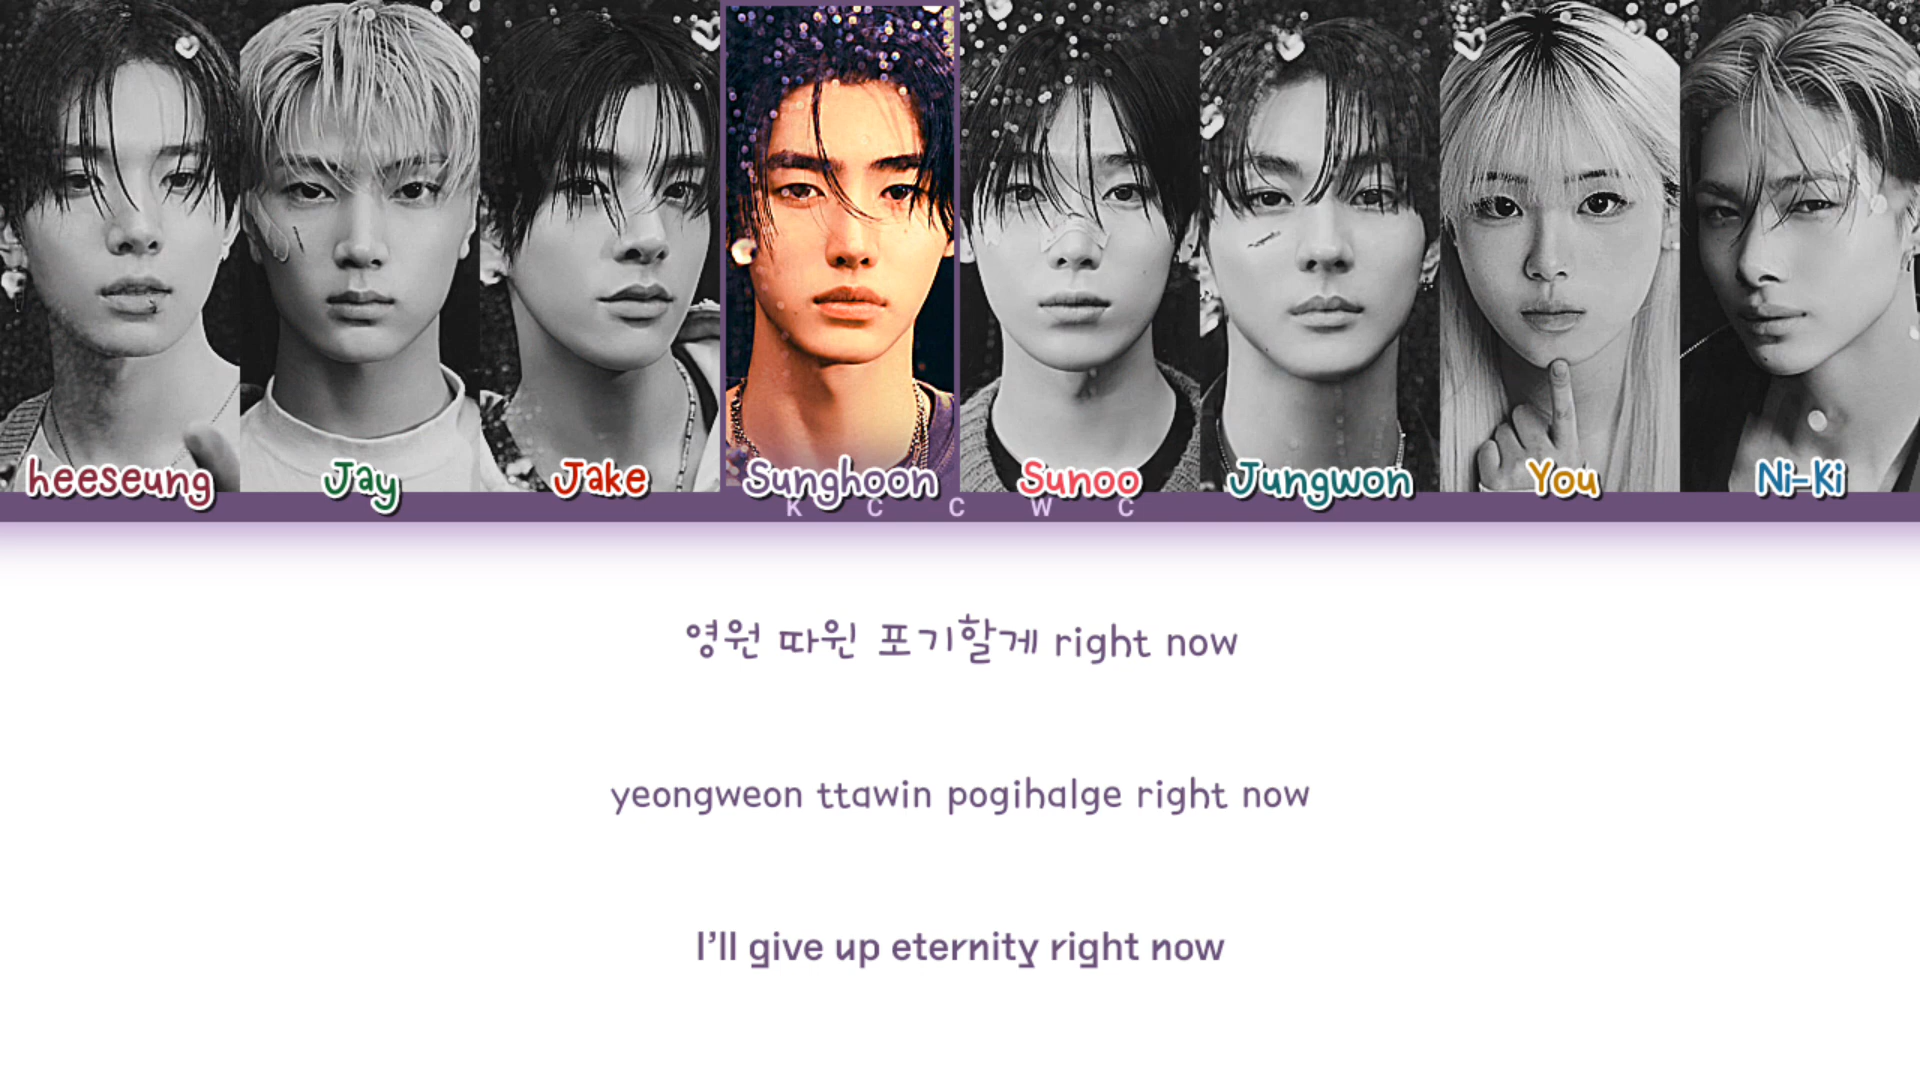 heeseung Jay Jake Sunghoon Sunoo Jungwon You Ni-Ki
K C C W C
영원 따윈 포기할게 right now
yeongweon ttawin pogihalge right now
I'll give up eternity right now